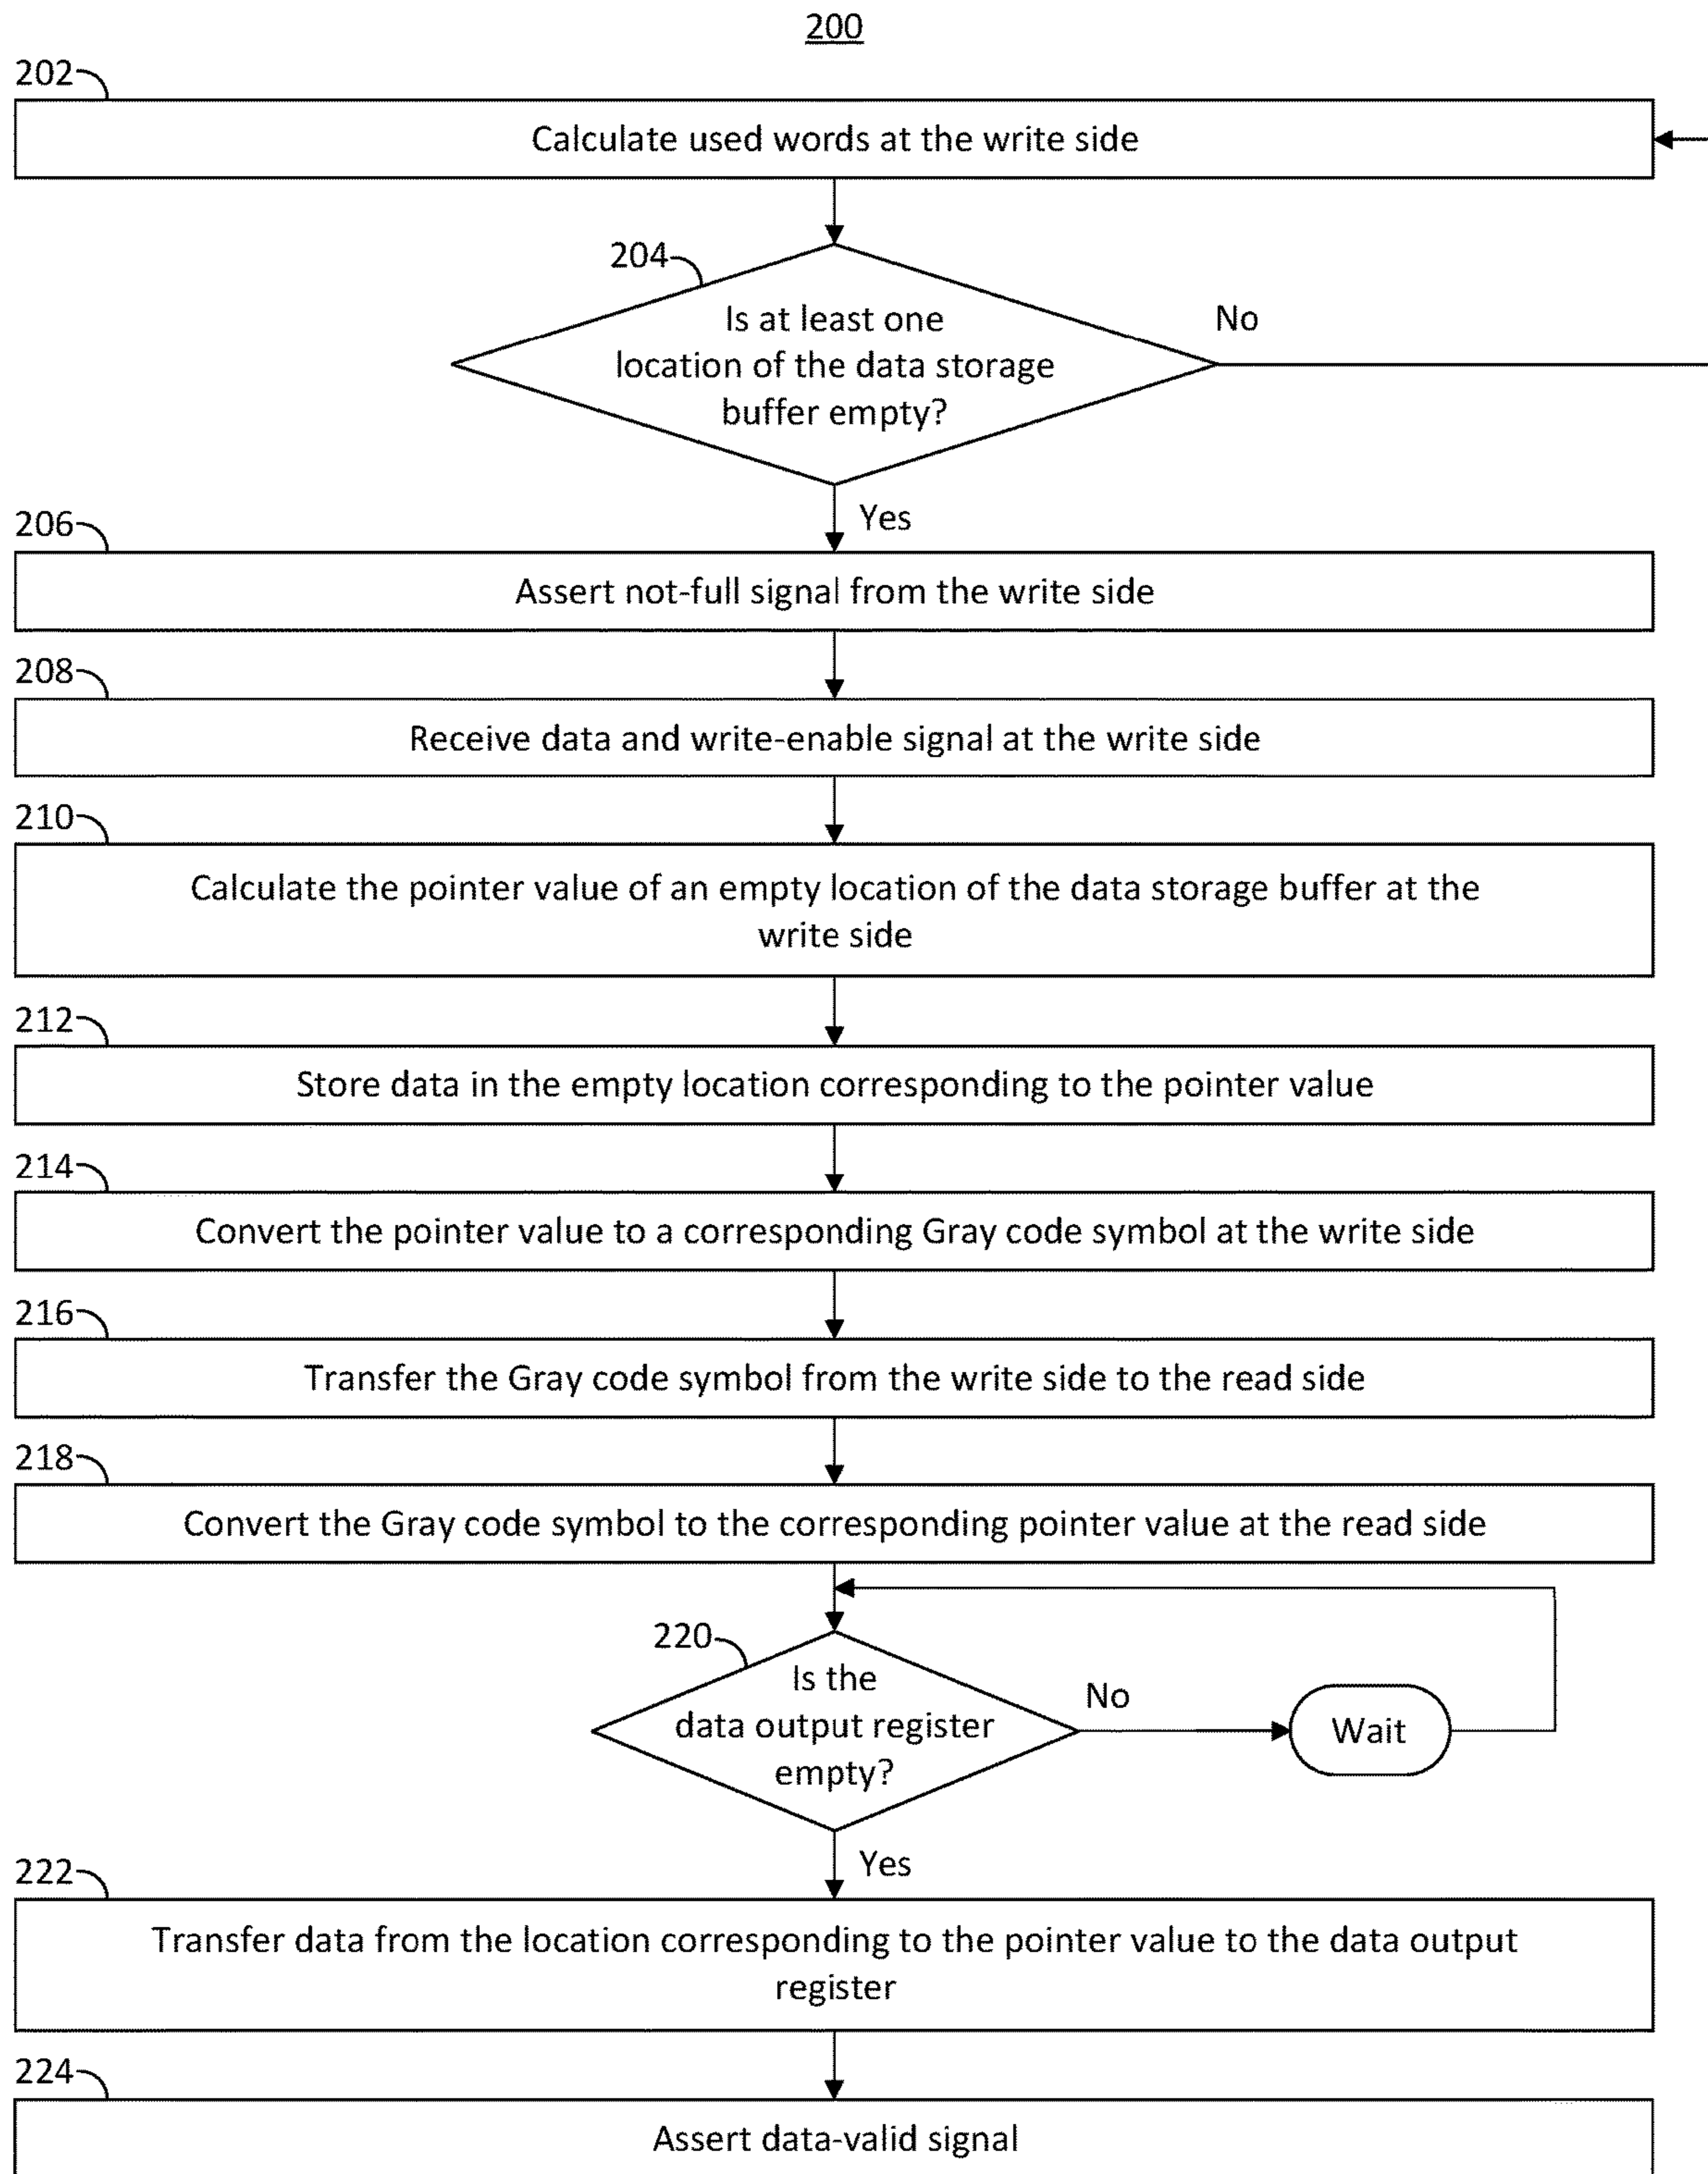 200
202
Calculate used words at the write side
204
Is at least one
location of the data storage
buffer empty?
No
Yes
206
Assert not-full signal from the write side
208
Receive data and write-enable signal at the write side
210
Calculate the pointer value of an empty location of the data storage buffer at the
write side
212
Store data in the empty location corresponding to the pointer value
214
Convert the pointer value to a corresponding Gray code symbol at the write side
216
Transfer the Gray code symbol from the write side to the read side
218
Convert the Gray code symbol to the corresponding pointer value at the read side
220
Is the
data output register
empty?
No
Wait
Yes
222
Transfer data from the location corresponding to the pointer value to the data output
register
224
Assert data-valid signal